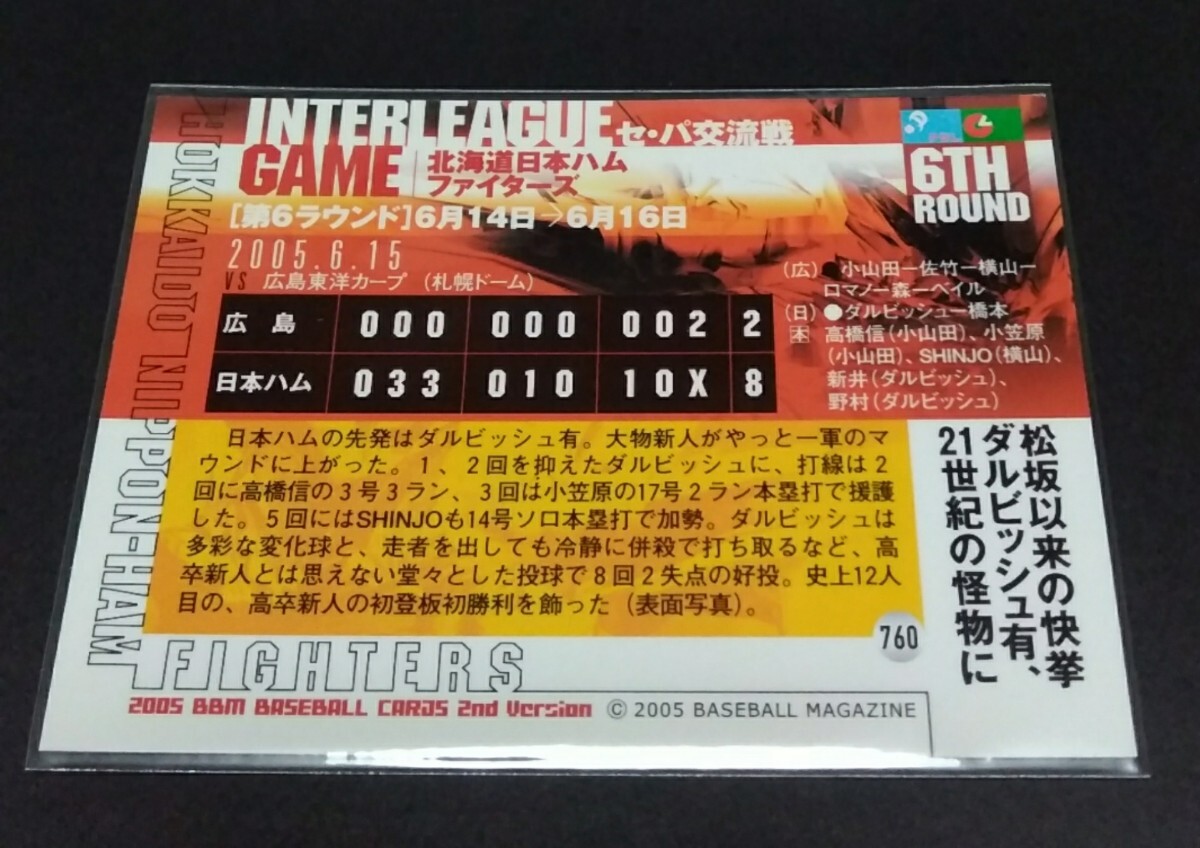 INTERLEAGUE セ・パ交流戦
GAME 北海道日本ハム
ファイターズ
6TH
ROUND
[第6ラウンド]6月14日→6月16日
2005.6.15
VS 広島東洋カープ (札幌ドーム)
広島 000 000 002 2
日本ハム 033 010 10X 8
(広) 小山田ー佐竹ー横山ー
ロマノー森ーベイル
(日) ●ダルビッシュー橋本
本 高橋信(小山田)、小笠原
(小山田)、SHINJO(横山)、
新井(ダルビッシュ)、
野村(ダルビッシュ)
日本ハムの先発はダルビッシュ有。大物新人がやっと一軍のマ
ウンドに上がった。1、2回を抑えたダルビッシュに、打線は2
回に高橋信の3号3ラン、3回は小笠原の17号2ラン本塁打で援護
した。5回にはSHINJOも14号ソロ本塁打で加勢。ダルビッシュは
多彩な変化球と、走者を出しても冷静に併殺で打ち取るなど、高
卒新人とは思えない堂々とした投球で8回2失点の好投。史上12人
目の、高卒新人の初登板初勝利を飾った(表面写真)。
松坂以来の快挙
ダルビッシュ有、
21世紀の怪物に
760
HOKKAIDO NIPPON-HAM
FIGHTERS
2005 BBM BASEBALL CARDS 2nd Version © 2005 BASEBALL MAGAZINE